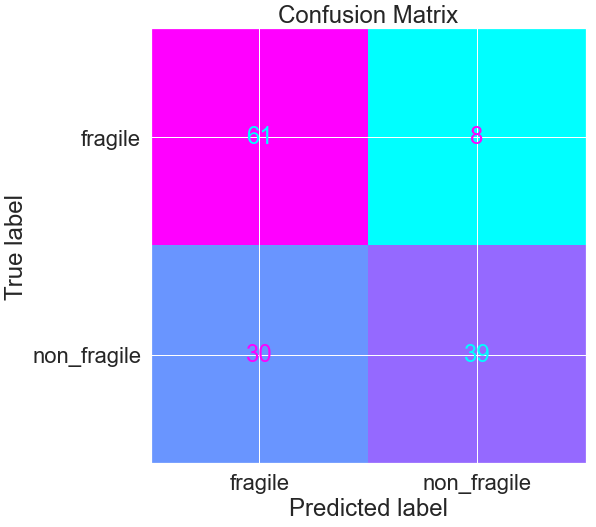 Confusion Matrix
True label
fragile
61
8
non_fragile
30
39
fragile
non_fragile
Predicted label